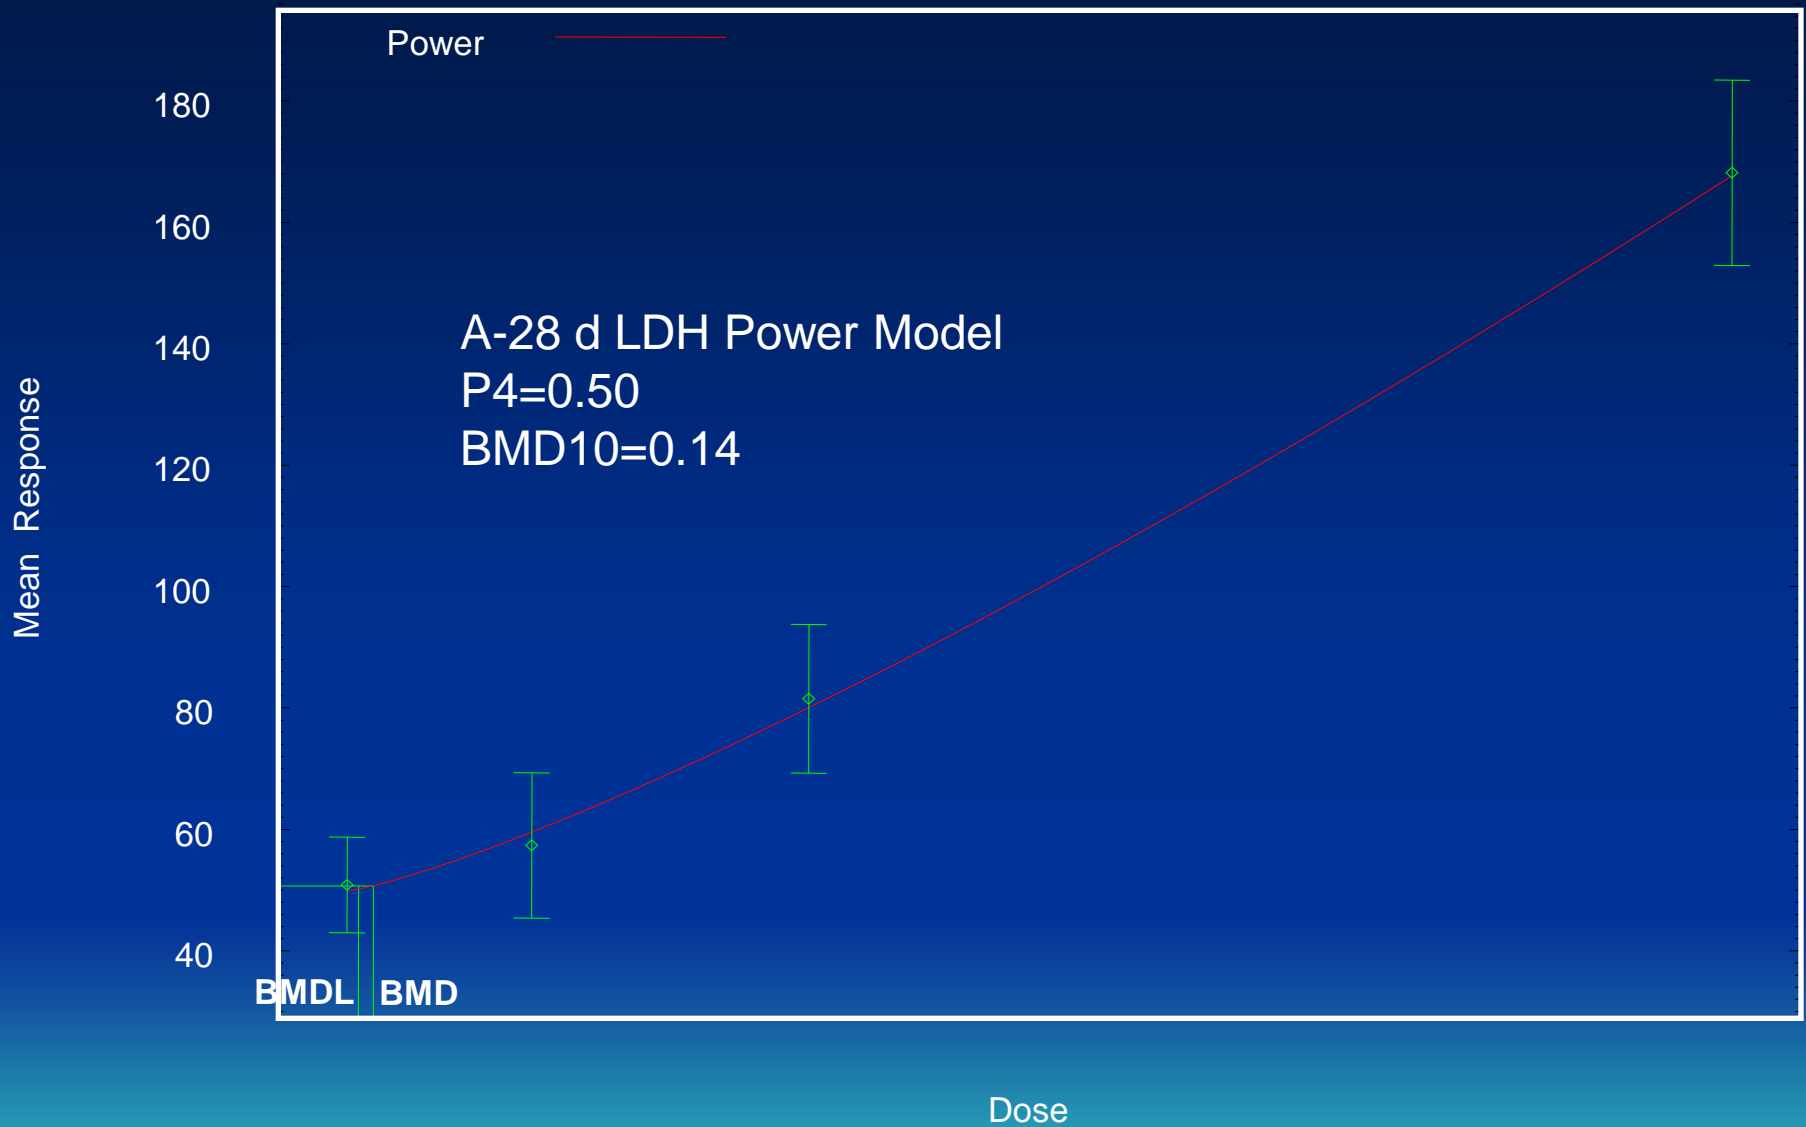 Power
180
160
140
120
100
80
60
40
Mean Response
A-28 d LDH Power Model
P4=0.50
BMD10=0.14
BMDL BMD
Dose